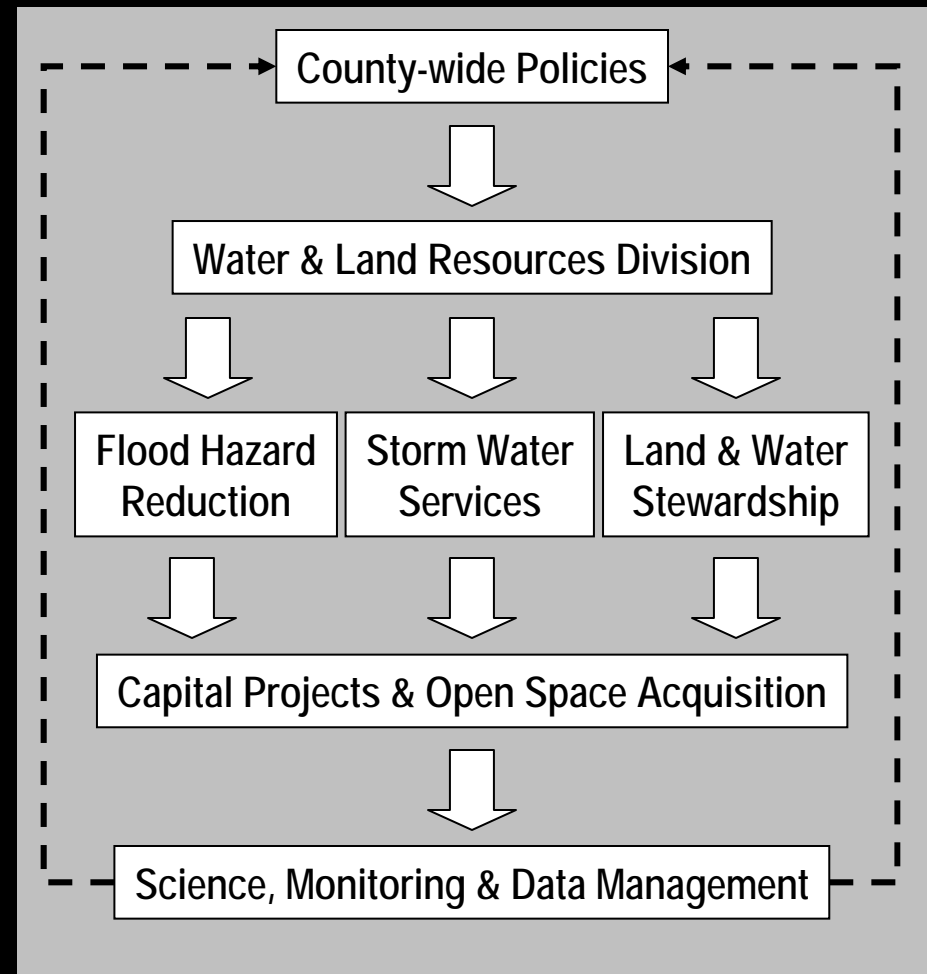 County-wide Policies
Water & Land Resources Division
Flood Hazard
Reduction
Storm Water
Services
Land & Water
Stewardship
Capital Projects & Open Space Acquisition
Science, Monitoring & Data Management